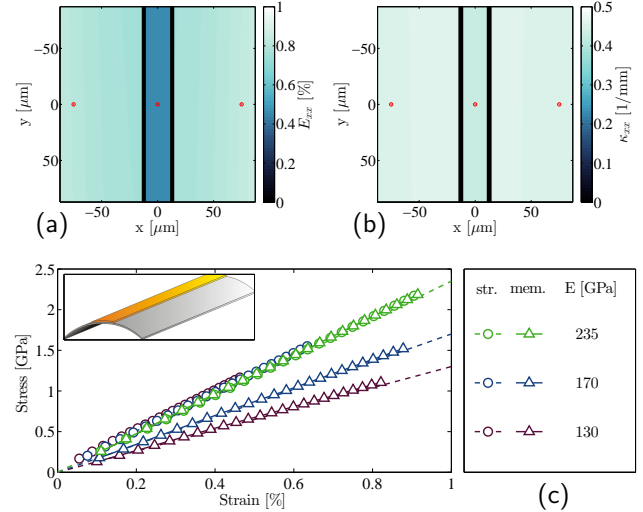 −50
0
50
y [μm]
−50 0 50
x [μm]
0
0.2
0.4
0.6
0.8
1
E_xx [%]
(a)
−50
0
50
y [μm]
−50 0 50
x [μm]
0
0.1
0.2
0.3
0.4
0.5
κ_xx [1/mm]
(b)
2.5
2
1.5
1
0.5
0
Stress [GPa]
0 0.2 0.4 0.6 0.8 1
Strain [%]
str. mem. E [GPa]
235
170
130
(c)